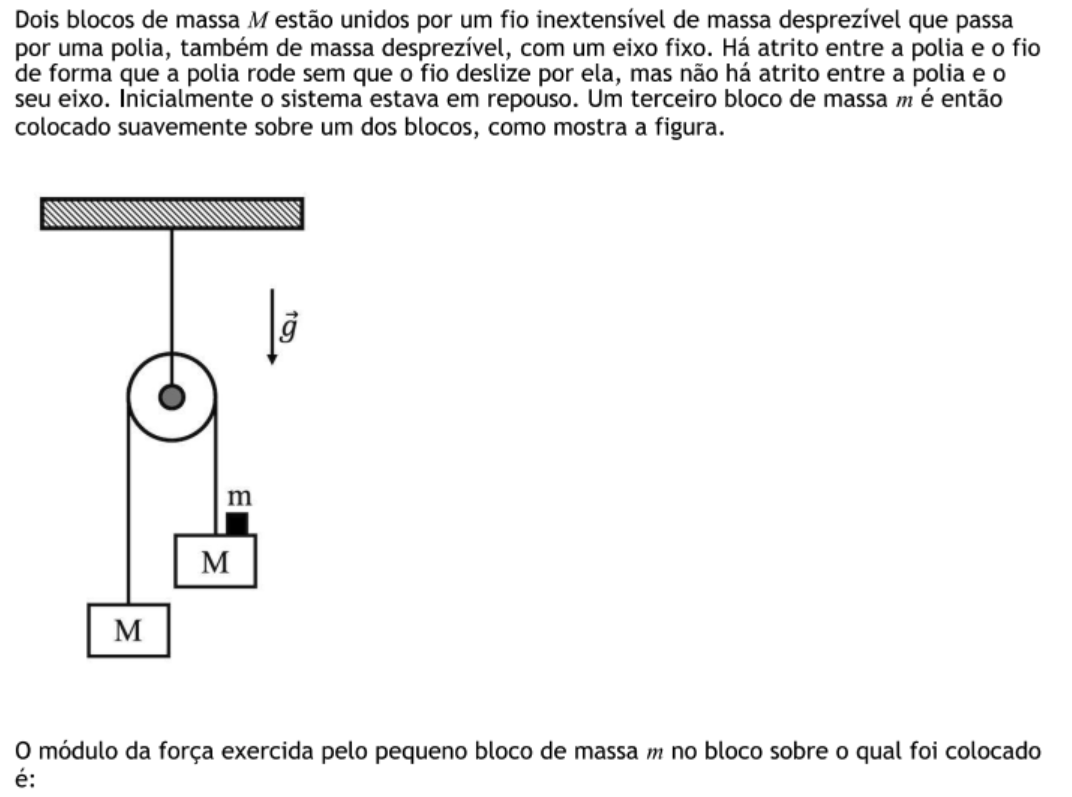 Dois blocos de massa M estão unidos por um fio inextensível de massa desprezível que passa
por uma polia, também de massa desprezível, com um eixo fixo. Há atrito entre a polia e o fio
de forma que a polia rode sem que o fio deslize por ela, mas não há atrito entre a polia e o
seu eixo. Inicialmente o sistema estava em repouso. Um terceiro bloco de massa m é então
colocado suavemente sobre um dos blocos, como mostra a figura.
g⃗
m
M
M
O módulo da força exercida pelo pequeno bloco de massa m no bloco sobre o qual foi colocado
é: